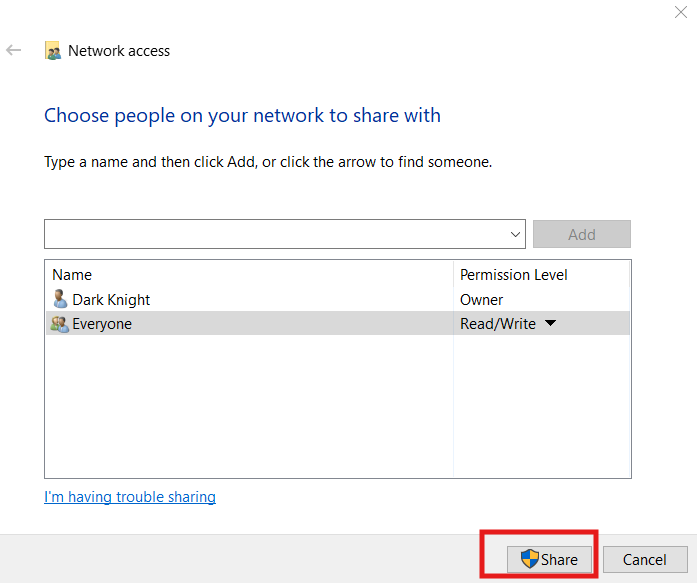 Network access
Choose people on your network to share with
Type a name and then click Add, or click the arrow to find someone.
Add
Name Permission Level
Dark Knight Owner
Everyone Read/Write
I'm having trouble sharing
Share Cancel